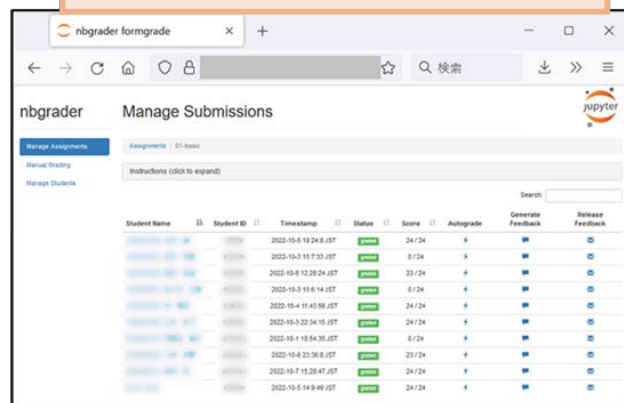 nbgrader formgrade
検索
nbgrader
Manage Submissions
jupyter
Manage Assignments
Manual Grading
Manage Students
Assignments / 01-basic
Instructions (click to expand)
Search:
Student Name Student ID Timestamp Status Score Autograde Generate Feedback Release Feedback
2022-10-5 19:24:8 JST graded 24 / 24
2022-10-3 15:7:33 JST graded 0 / 24
2022-10-5 12:20:24 JST graded 23 / 24
2022-10-3 15:6:14 JST graded 0 / 24
2022-10-4 11:43:56 JST graded 24 / 24
2022-10-3 22:34:15 JST graded 24 / 24
2022-10-1 18:54:35 JST graded 0 / 24
2022-10-6 23:36:8 JST graded 23 / 24
2022-10-7 15:20:47 JST graded 24 / 24
2022-10-5 14:9:49 JST graded 24 / 24